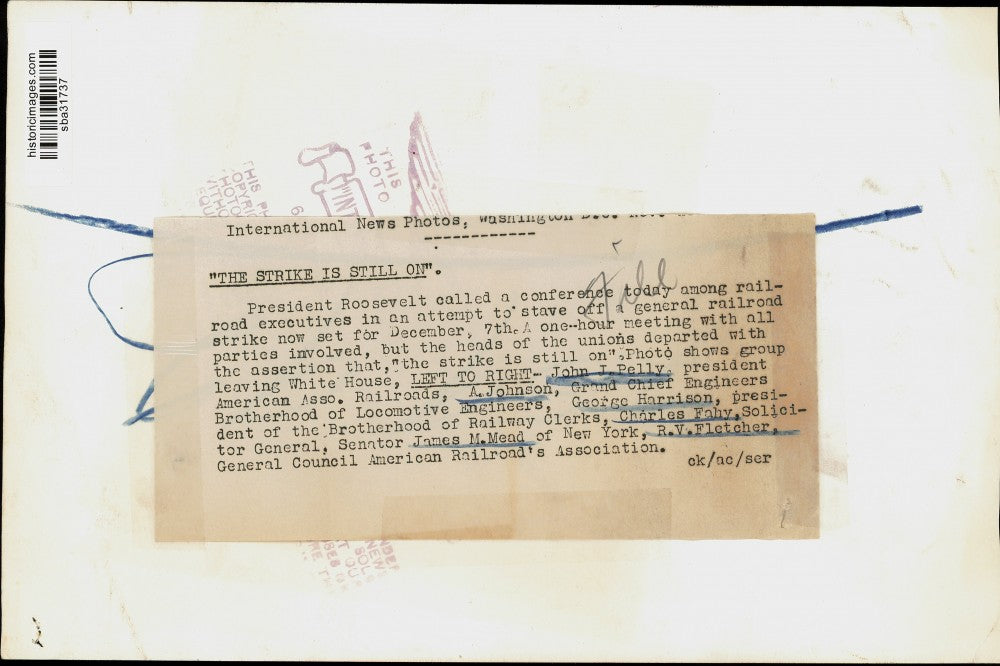 historicimages.com
sba31737
THIS
PHOTO
International News Photos, Washington D.C.
"THE STRIKE IS STILL ON".
President Roosevelt called a conference today among rail-
road executives in an attempt to stave off a general railroad
strike now set for December, 7th. A one-hour meeting with all
parties involved, but the heads of the unions departed with
the assertion that,"the strike is still on". Photo shows group
leaving White House, LEFT TO RIGHT- John J.Pelly, president
American Asso. Railroads, A.Johnson, Grand Chief Engineers
Brotherhood of Locomotive Engineers, George Harrison, presi-
dent of the Brotherhood of Railway Clerks, Charles Fahy,Solici-
tor General, Senator James M.Mead of New York, R.V.Fletcher,
General Council American Railroad's Association.
ck/ac/ser